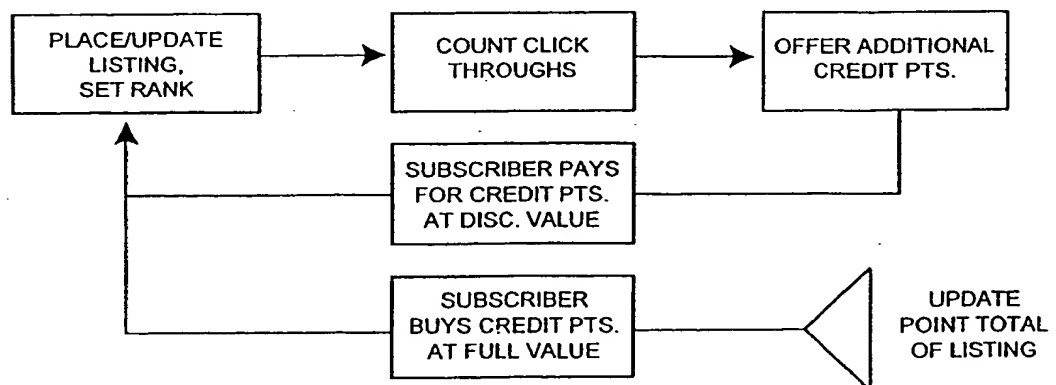 PLACE/UPDATE
LISTING,
SET RANK
COUNT CLICK
THROUGHS
OFFER ADDITIONAL
CREDIT PTS.
SUBSCRIBER PAYS
FOR CREDIT PTS.
AT DISC. VALUE
SUBSCRIBER
BUYS CREDIT PTS.
AT FULL VALUE
UPDATE
POINT TOTAL
OF LISTING